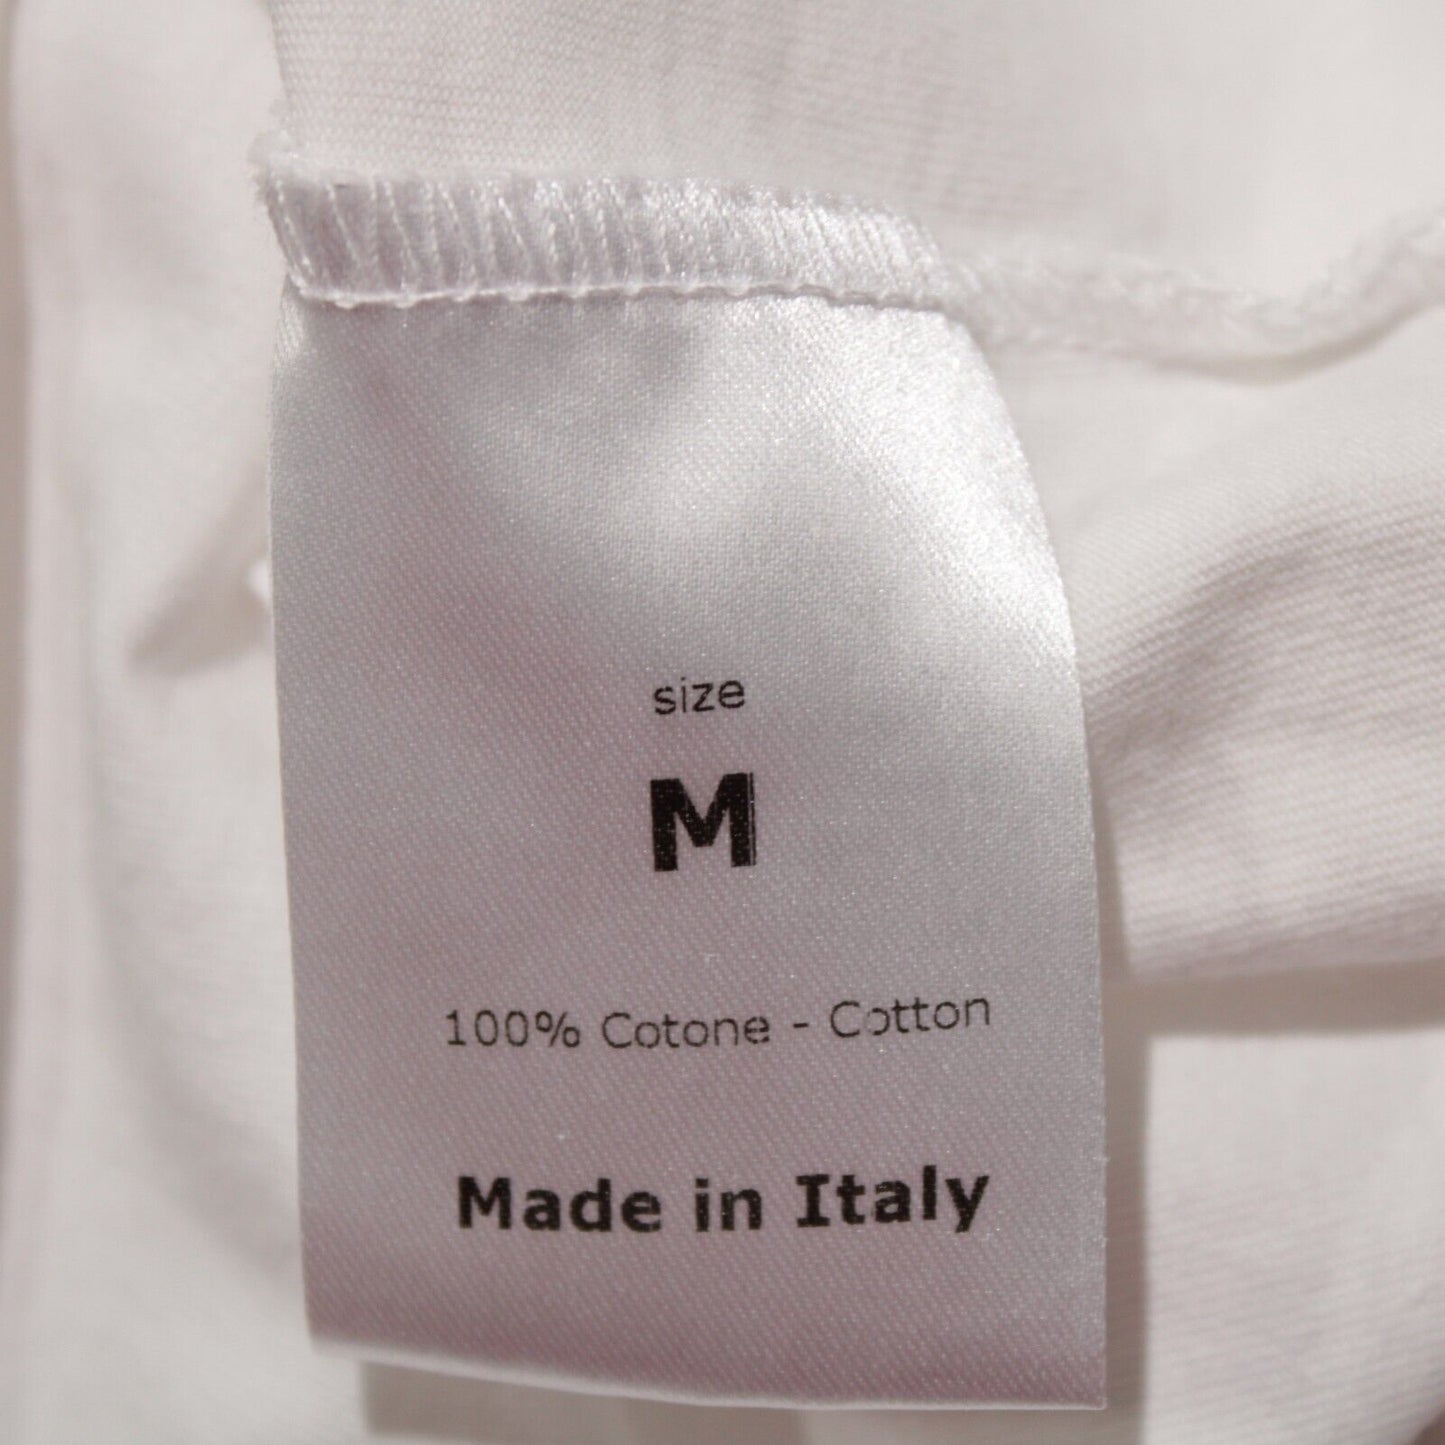 size
M
100% Cotone - Cotton
Made in Italy